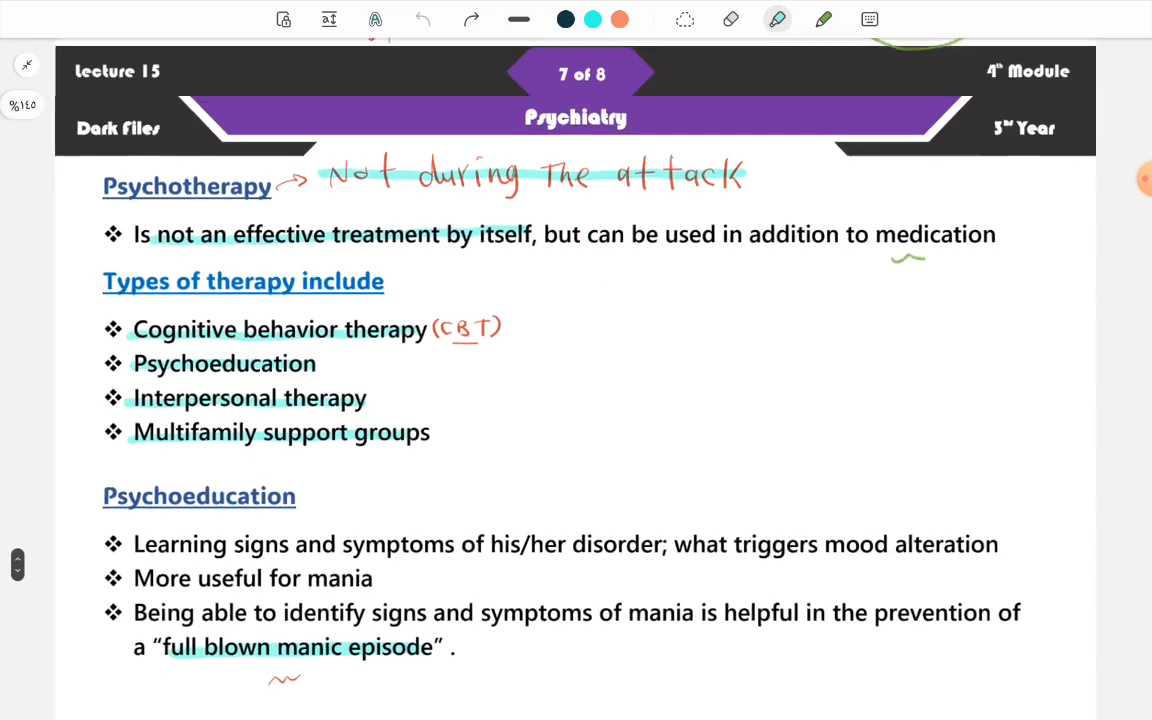 Lecture 15
7 of 8
4th Module
Psychiatry
Dark Files
3rd Year
%١٤٥
Psychotherapy → Not during The attack
❖ Is not an effective treatment by itself, but can be used in addition to medication
Types of therapy include
❖ Cognitive behavior therapy (CBT)
❖ Psychoeducation
❖ Interpersonal therapy
❖ Multifamily support groups
Psychoeducation
❖ Learning signs and symptoms of his/her disorder; what triggers mood alteration
❖ More useful for mania
❖ Being able to identify signs and symptoms of mania is helpful in the prevention of
a “full blown manic episode” .